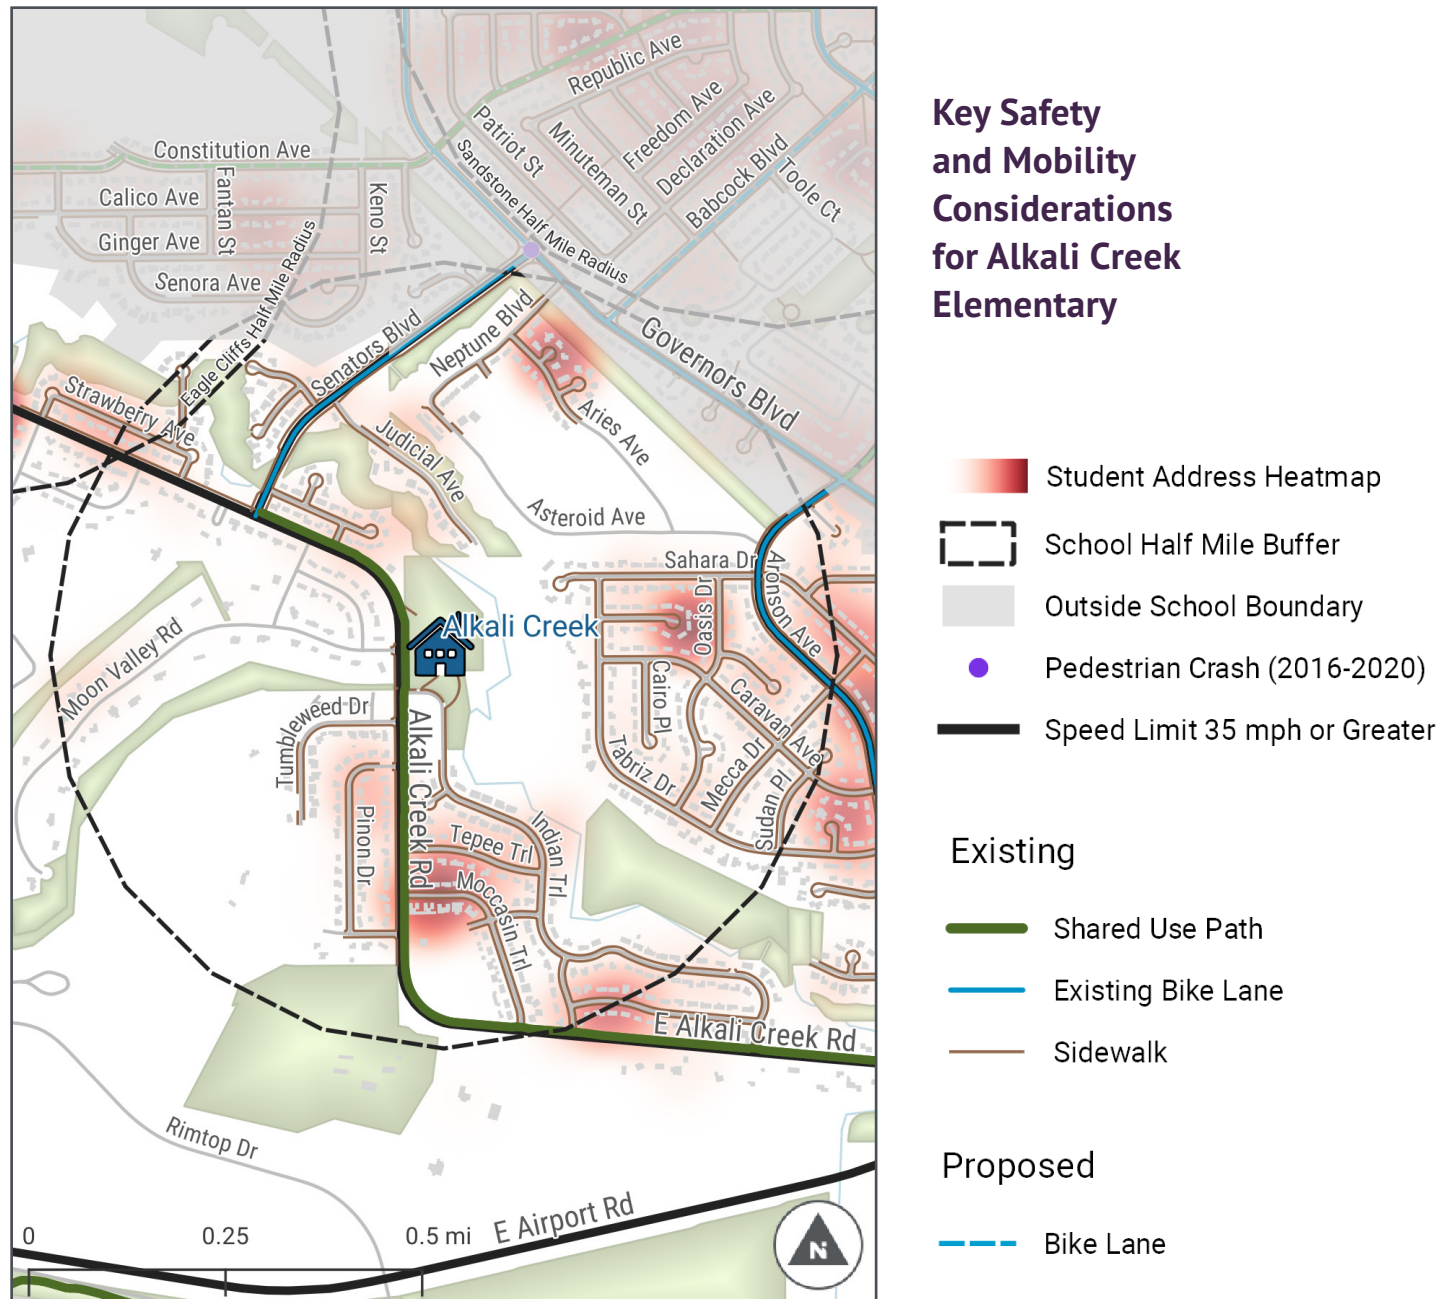 Key Safety
and Mobility
Considerations
for Alkali Creek
Elementary
Student Address Heatmap
School Half Mile Buffer
Outside School Boundary
Pedestrian Crash (2016-2020)
Speed Limit 35 mph or Greater
Existing
Shared Use Path
Existing Bike Lane
Sidewalk
Proposed
Bike Lane
Republic Ave
Patriot St
Minuteman St
Freedom Ave
Declaration Ave
Babcock Blvd
Toole Ct
Constitution Ave
Calico Ave
Fantan St
Keno St
Ginger Ave
Senora Ave
Sandstone Half Mile Radius
Eagle Cliffs Half Mile Radius
Senators Blvd
Neptune Blvd
Governors Blvd
Strawberry Ave
Judicial Ave
Aries Ave
Asteroid Ave
Sahara Dr
Oasis Dr
Aronson Ave
Alkali Creek
Moon Valley Rd
Cairo Pl
Caravan Ave
Tumbleweed Dr
Alkali Creek Rd
Tabriz Dr
Mecca Dr
Sudan Pl
Pinon Dr
Tepee Trl
Indian Trl
Moccasin Trl
E Alkali Creek Rd
Rimtop Dr
E Airport Rd
0 0.25 0.5 mi
N